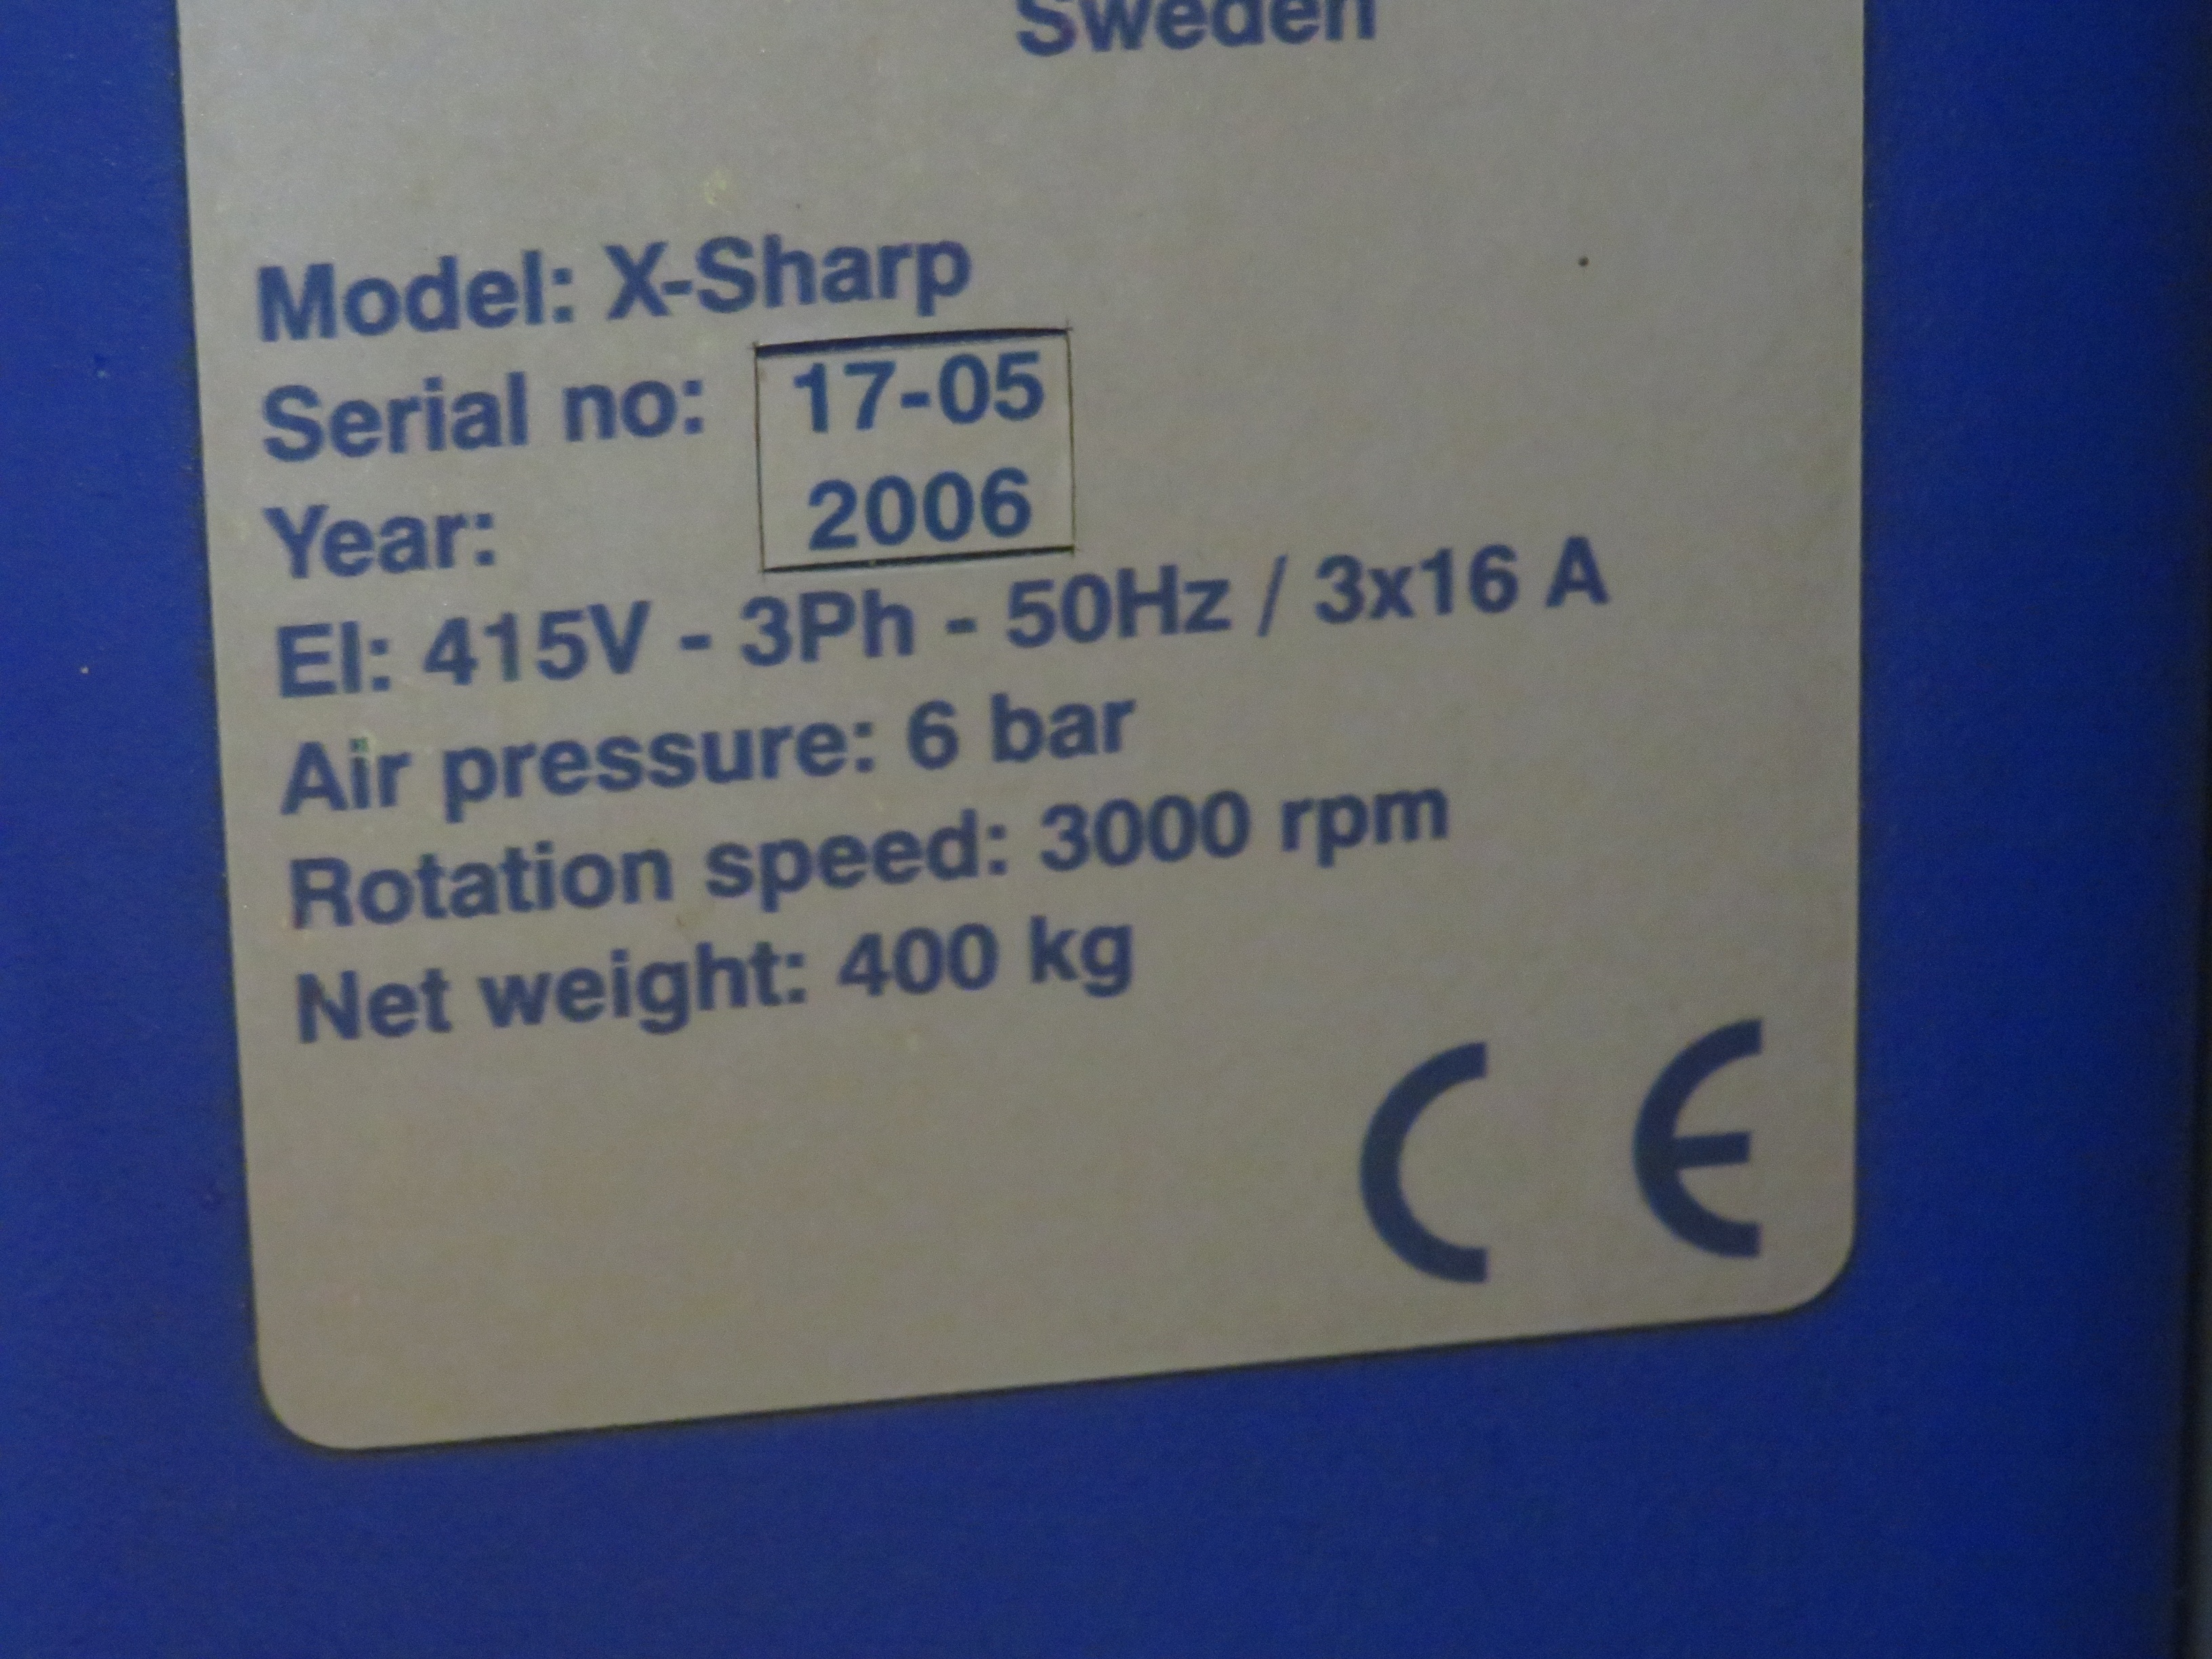 Sweden
Model: X-Sharp
Serial no: 17-05
Year: 2006
El: 415V - 3Ph - 50Hz / 3x16 A
Air pressure: 6 bar
Rotation speed: 3000 rpm
Net weight: 400 kg
CE